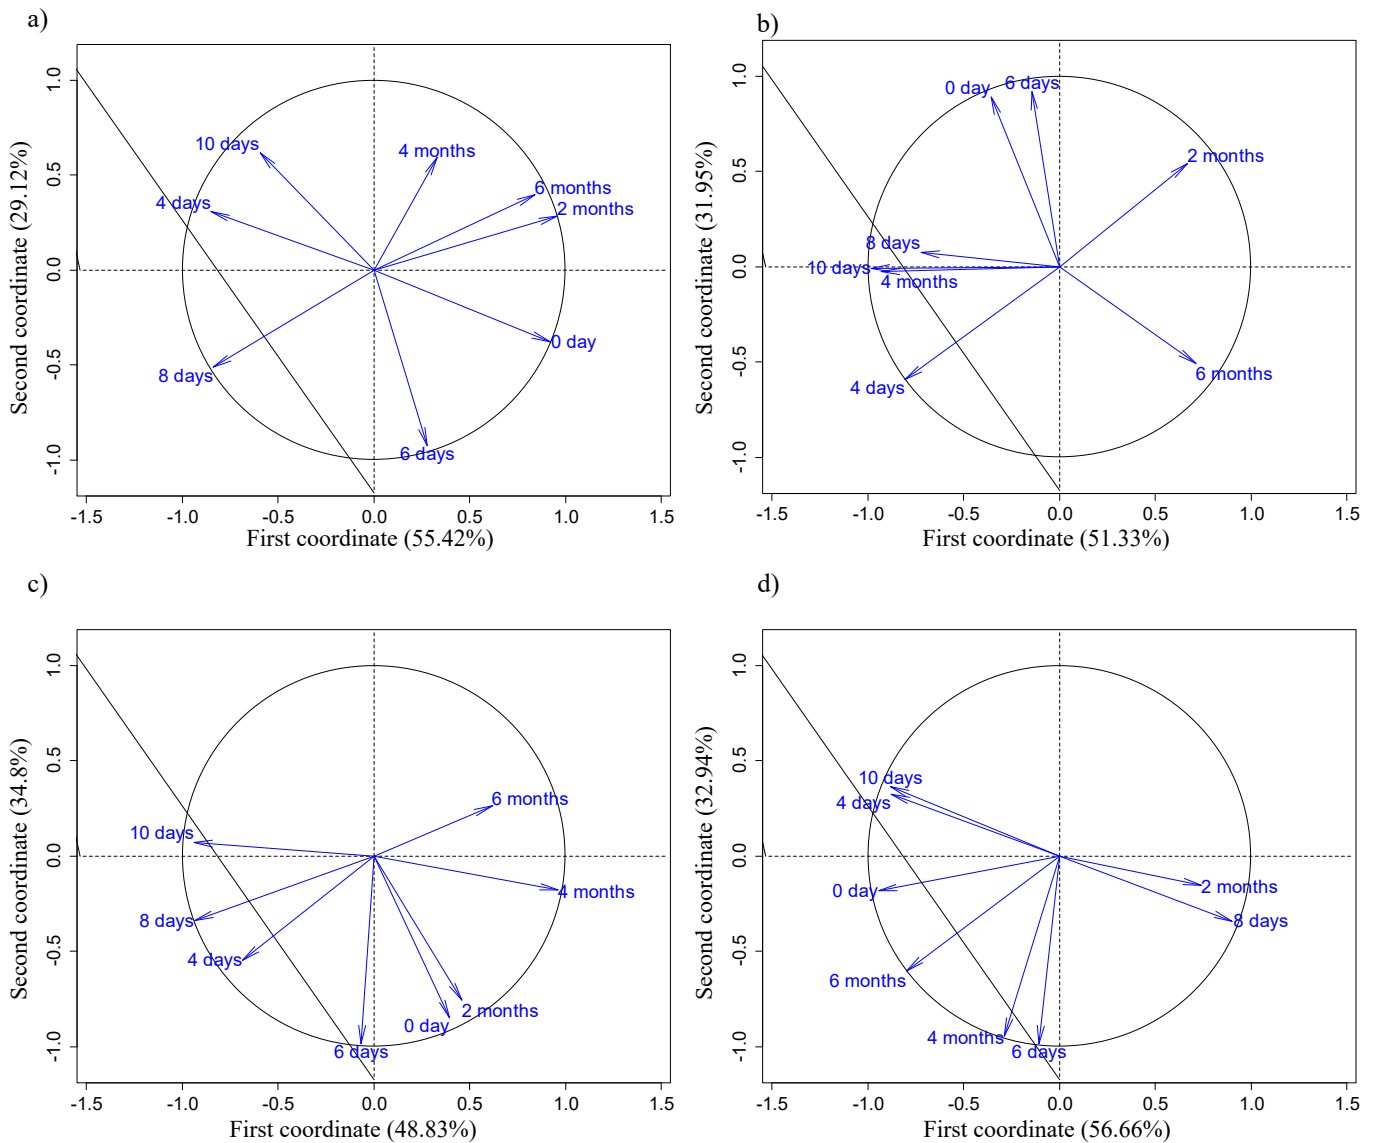 a)
1.0
0.5
0.0
-0.5
-1.0
Second coordinate (29.12%)
10 days
4 months
6 months
2 months
4 days
0 day
8 days
6 days
-1.5 -1.0 -0.5 0.0 0.5 1.0 1.5
First coordinate (55.42%)
b)
1.0
0.5
0.0
-0.5
-1.0
Second coordinate (31.95%)
0 day
6 days
2 months
8 days
10 days
4 months
6 months
4 days
-1.5 -1.0 -0.5 0.0 0.5 1.0 1.5
First coordinate (51.33%)
c)
1.0
0.5
0.0
-0.5
-1.0
Second coordinate (34.8%)
6 months
10 days
4 months
8 days
4 days
2 months
0 day
6 days
-1.5 -1.0 -0.5 0.0 0.5 1.0 1.5
First coordinate (48.83%)
d)
1.0
0.5
0.0
-0.5
-1.0
Second coordinate (32.94%)
10 days
4 days
2 months
0 day
8 days
6 months
4 months
6 days
-1.5 -1.0 -0.5 0.0 0.5 1.0 1.5
First coordinate (56.66%)